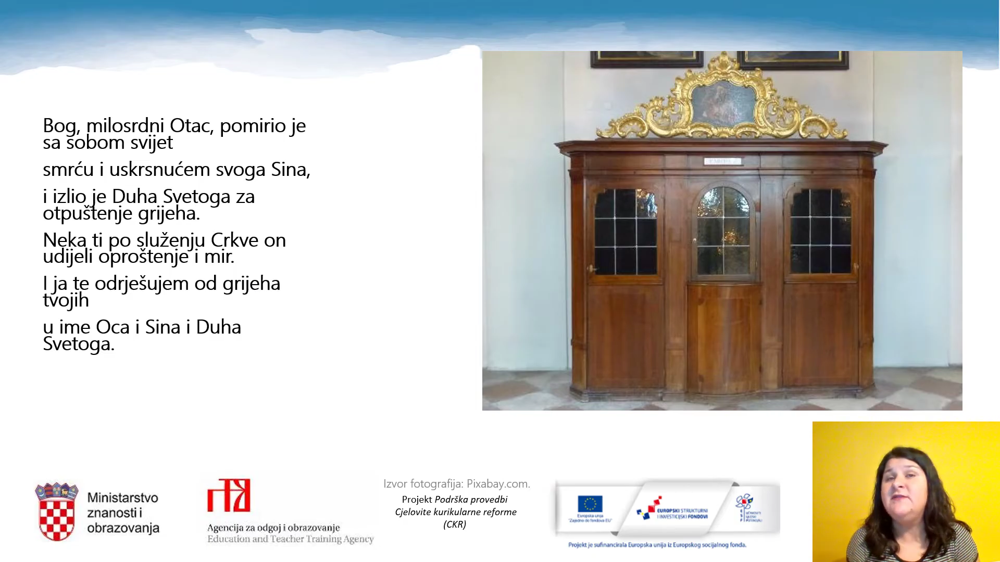 Bog, milosrdni Otac, pomirio je
sa sobom svijet
smrću i uskrsnućem svoga Sina,
i izlio je Duha Svetoga za
otpuštenje grijeha.
Neka ti po služenju Crkve on
udijeli oproštenje i mir.
I ja te odrješujem od grijeha
tvojih
u ime Oca i Sina i Duha
Svetoga.
Ministarstvo
znanosti i
obrazovanja
Agencija za odgoj i obrazovanje
Education and Teacher Training Agency
Izvor fotografija: Pixabay.com.
Projekt Podrška provedbi
Cjelovite kurikularne reforme
(CKR)
Europska unija
"Zajedno do fondova EU"
EUROPSKI STRUKTURNI
I INVESTICIJSKI FONDOVI
Projekt je sufinancirala Europska unija iz Europskog socijalnog fonda.